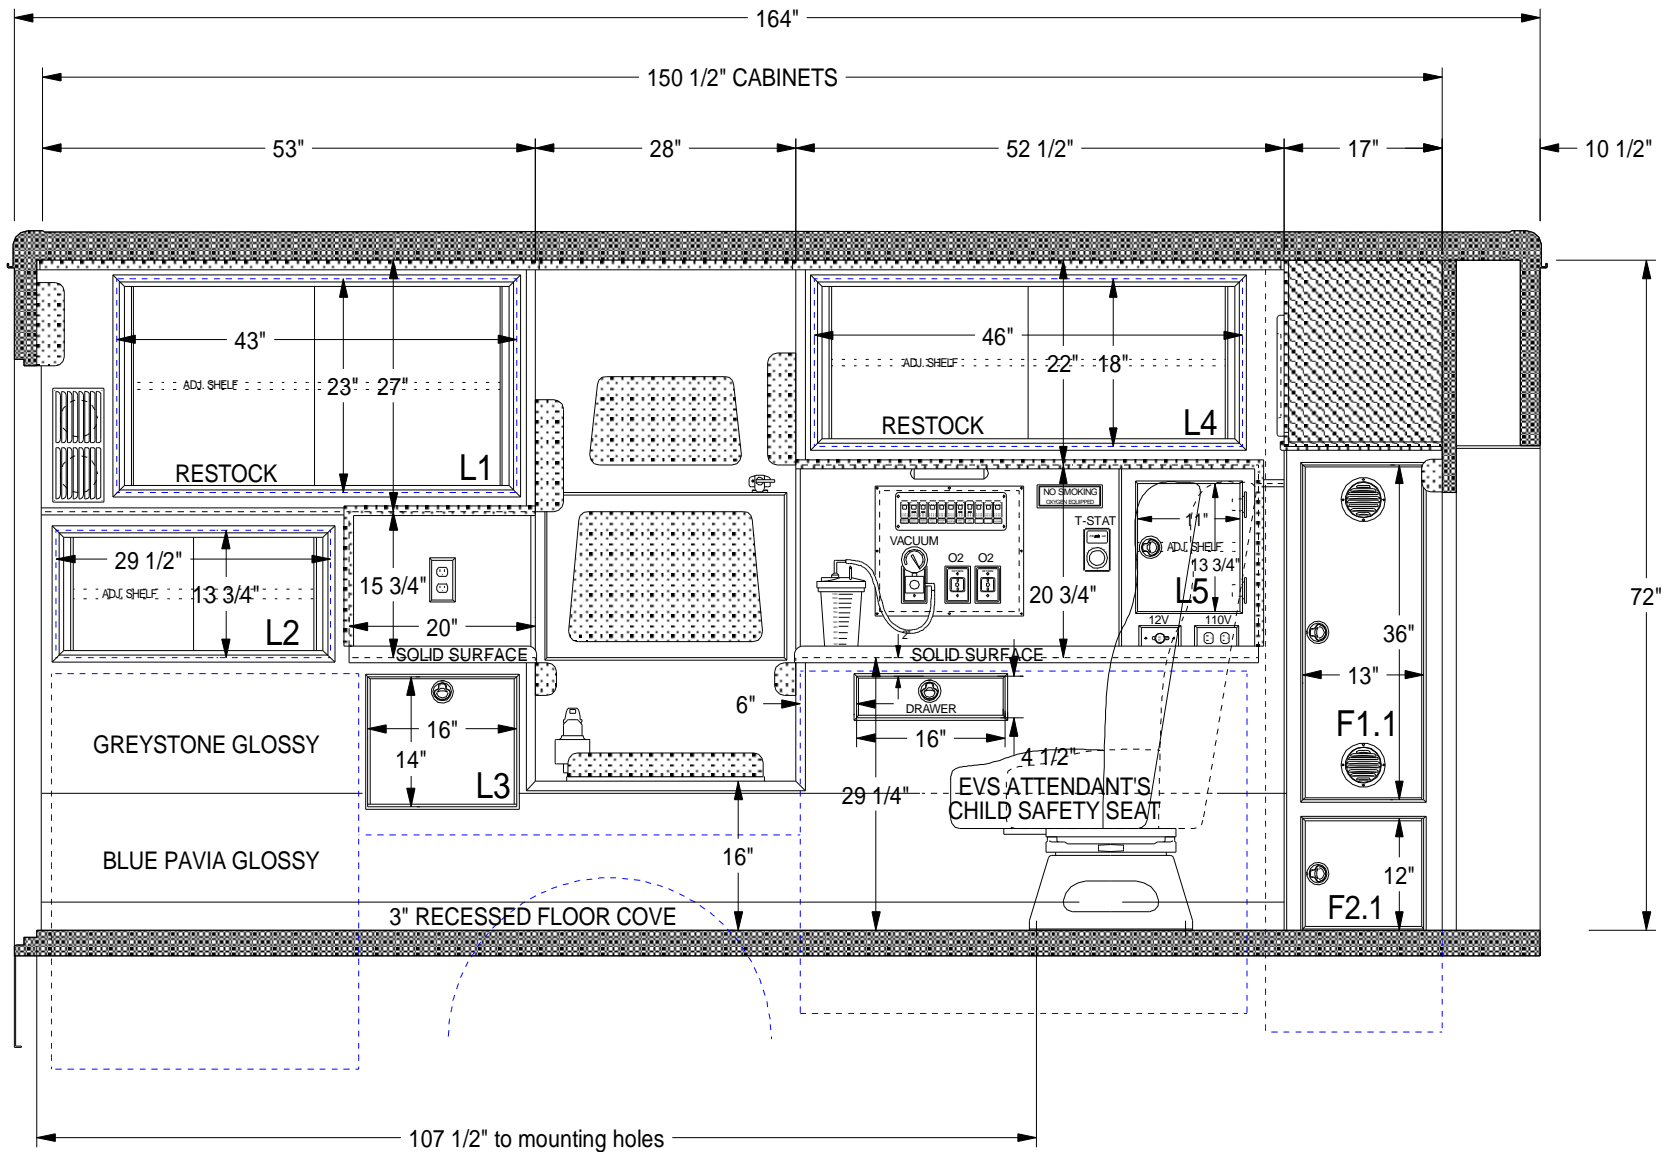 164"
150 1/2" CABINETS
53"
28"
52 1/2"
17"
10 1/2"
43"
46"
ADJ. SHELF
23"
27"
ADJ. SHELF
22"
18"
RESTOCK
L1
RESTOCK
L4
NO SMOKING
OXYGEN EQUIPPED
T-STAT
VACUUM
O2
O2
11"
ADJ. SHELF
13 3/4"
L5
29 1/2"
ADJ. SHELF
13 3/4"
L2
15 3/4"
20"
20 3/4"
12V
110V
2"
72"
36"
13"
F1.1
SOLID SURFACE
SOLID SURFACE
6"
DRAWER
16"
4 1/2"
GREYSTONE GLOSSY
16"
14"
L3
29 1/4"
EVS ATTENDANT'S
CHILD SAFETY SEAT
BLUE PAVIA GLOSSY
16"
12"
F2.1
3" RECESSED FLOOR COVE
107 1/2" to mounting holes